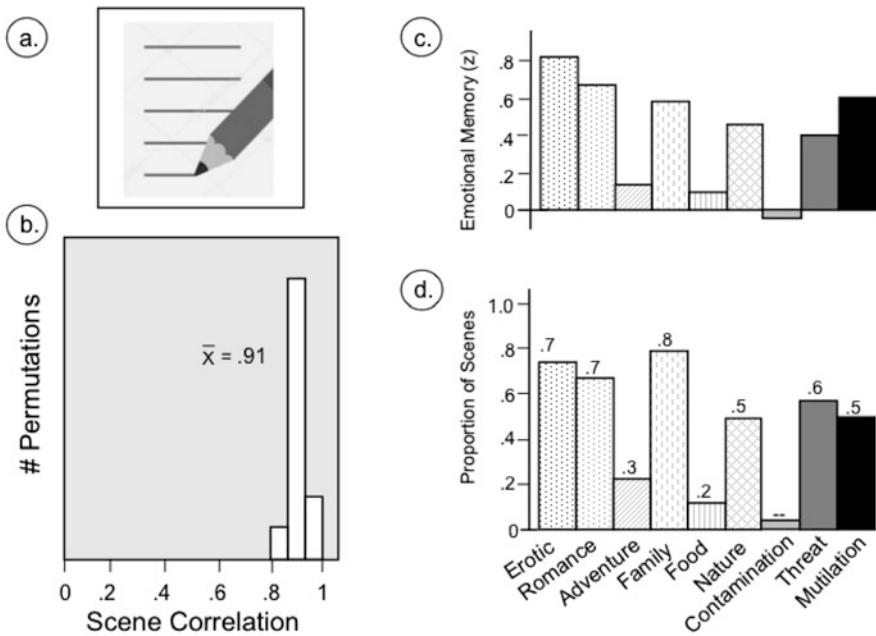 a.
b.
# Permutations
x̅ = .91
0 .2 .4 .6 .8 1
Scene Correlation
c.
Emotional Memory (z)
.8
.6
.4
.2
0
d.
Proportion of Scenes
1.0
.8
.6
.4
.2
0
.7
.7
.3
.8
.2
.5
--
.6
.5
Erotic
Romance
Adventure
Family
Food
Nature
Contamination
Threat
Mutilation